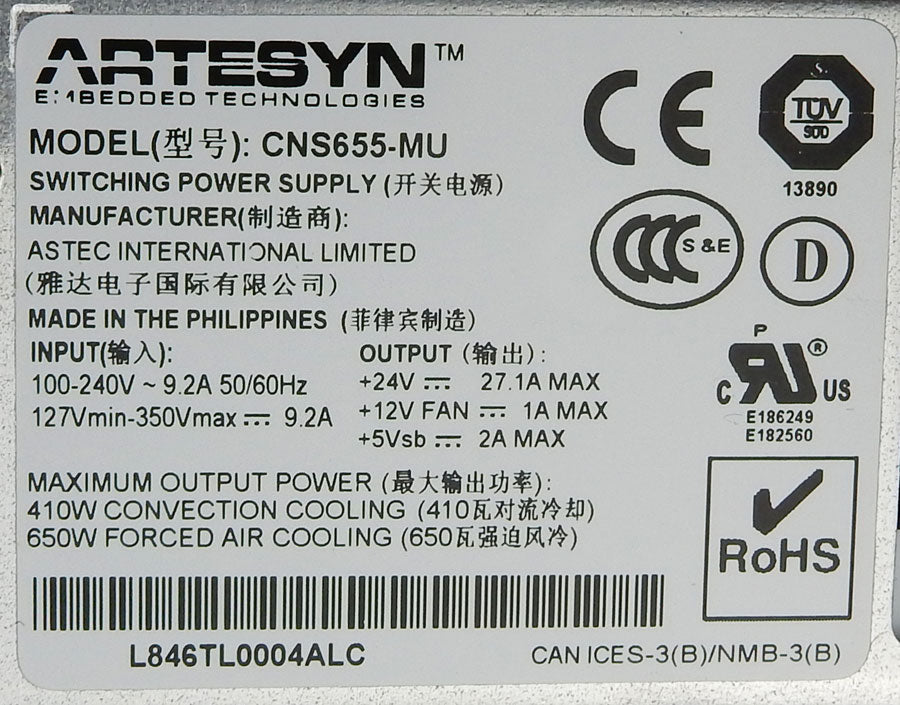 ARTESYN™
EMBEDDED TECHNOLOGIES
MODEL(型号): CNS655-MU
SWITCHING POWER SUPPLY (开关电源)
MANUFACTURER(制造商):
ASTEC INTERNATIONAL LIMITED
(雅达电子国际有限公司)
MADE IN THE PHILIPPINES (菲律宾制造)
INPUT(输入):
100-240V ~ 9.2A 50/60Hz
127Vmin-350Vmax ⎓ 9.2A
OUTPUT (输出):
+24V ⎓ 27.1A MAX
+12V FAN ⎓ 1A MAX
+5Vsb ⎓ 2A MAX
MAXIMUM OUTPUT POWER (最大输出功率):
410W CONVECTION COOLING (410瓦对流冷却)
650W FORCED AIR COOLING (650瓦强迫风冷)
L846TL0004ALC
CE
TÜV
SÜD
13890
CCC S&E
D
P
C RU® US
E186249
E182560
RoHS
CAN ICES-3(B)/NMB-3(B)